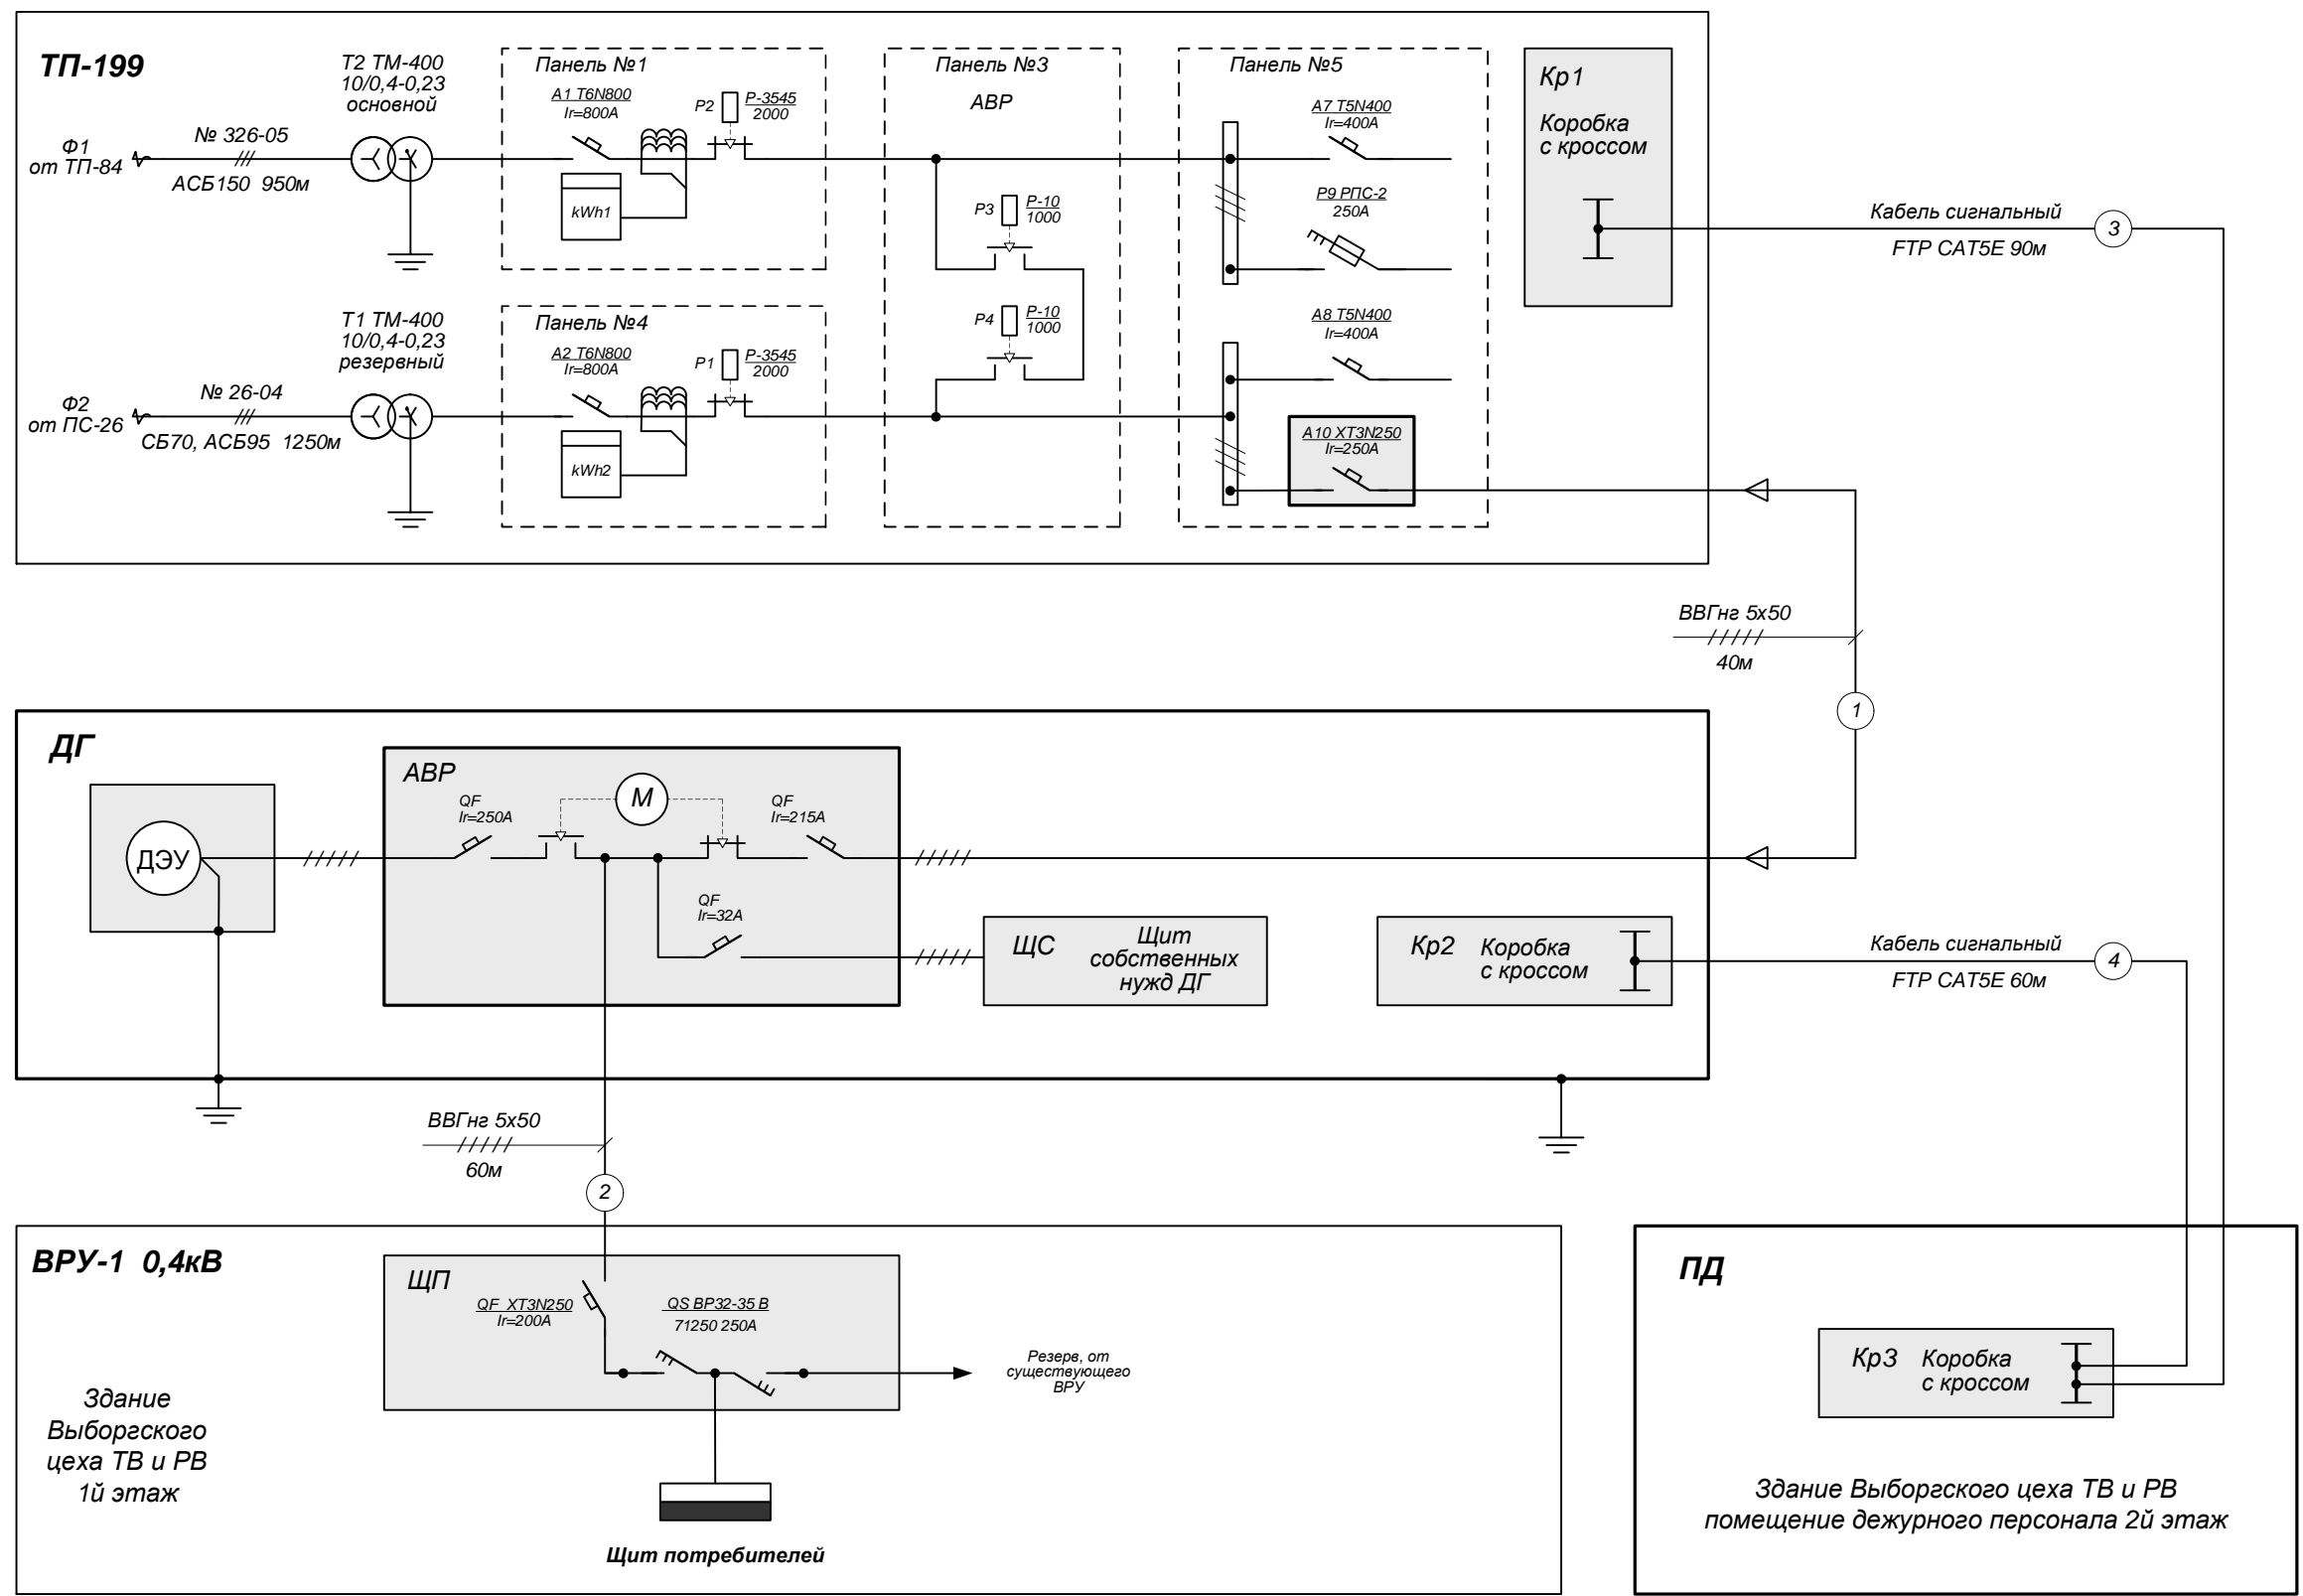 ТП-199
Т2 ТМ-400
10/0,4-0,23
основной
Ф1
от ТП-84
№ 326-05
АСБ150 950м
Панель №1
А1 T6N800
Ir=800А
Р2
Р-3545
2000
kWh1
Панель №3
АВР
Р3
Р-10
1000
Р4
Р-10
1000
Панель №5
А7 T5N400
Ir=400А
Р9 РПС-2
250А
А8 T5N400
Ir=400А
А10 XT3N250
Ir=250А
Кр1
Коробка
с кроссом
Кабель сигнальный
3
FTP CAT5E 90м
Т1 ТМ-400
10/0,4-0,23
резервный
Ф2
от ПС-26
№ 26-04
СБ70, АСБ95 1250м
Панель №4
А2 T6N800
Ir=800А
Р1
Р-3545
2000
kWh2
ВВГнг 5х50
40м
1
ДГ
ДЭУ
АВР
QF
Ir=250А
М
QF
Ir=215А
QF
Ir=32А
ЩС
Щит
собственных
нужд ДГ
Кр2
Коробка
с кроссом
Кабель сигнальный
4
FTP CAT5E 60м
ВВГнг 5х50
60м
2
ВРУ-1 0,4кВ
ЩП
QF XT3N250
Ir=200А
QS ВР32-35 В
71250 250А
Резерв, от
существующего
ВРУ
Здание
Выборгского
цеха ТВ и РВ
1й этаж
Щит потребителей
ПД
Кр3
Коробка
с кроссом
Здание Выборгского цеха ТВ и РВ
помещение дежурного персонала 2й этаж